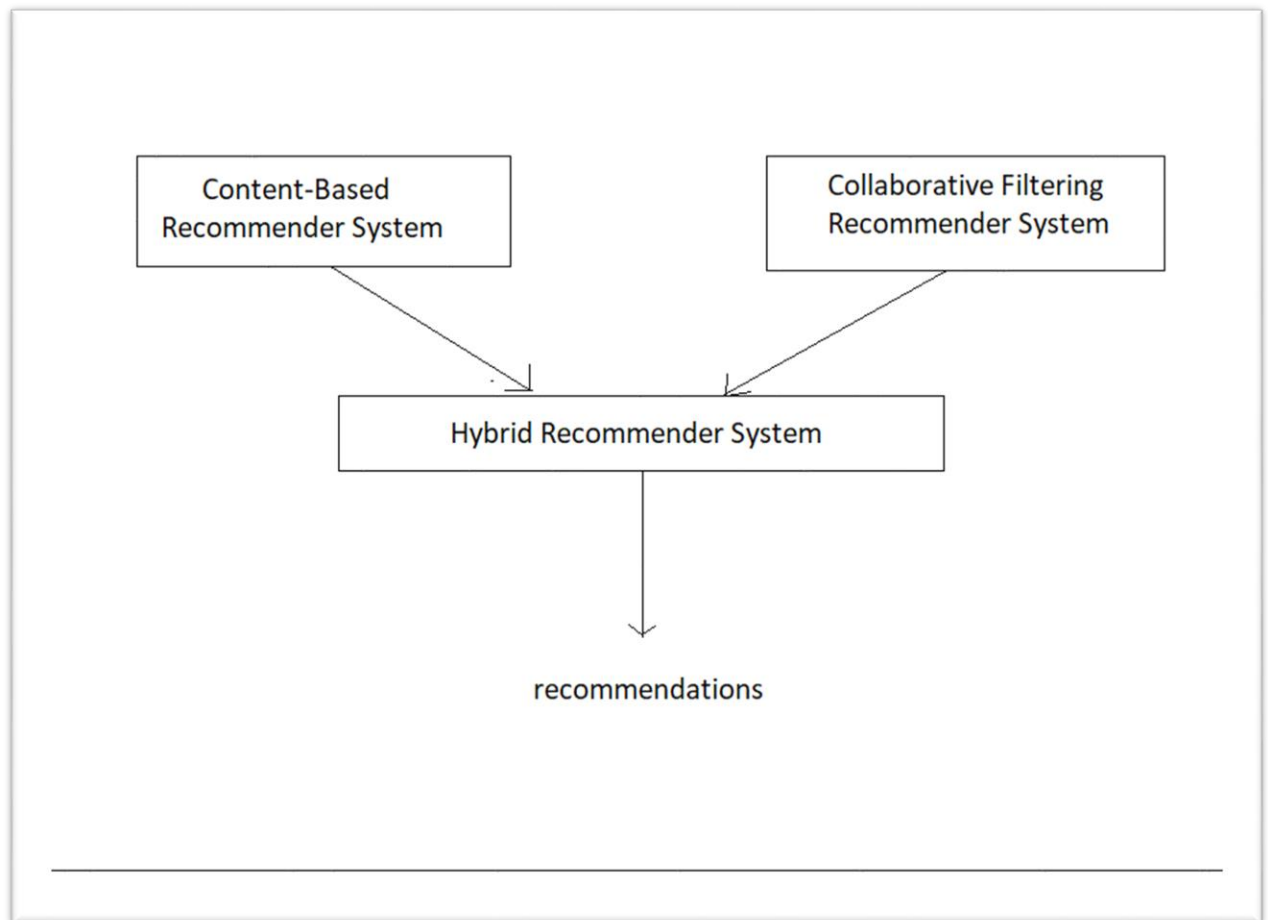 Content-Based
Recommender System
Collaborative Filtering
Recommender System
Hybrid Recommender System
recommendations